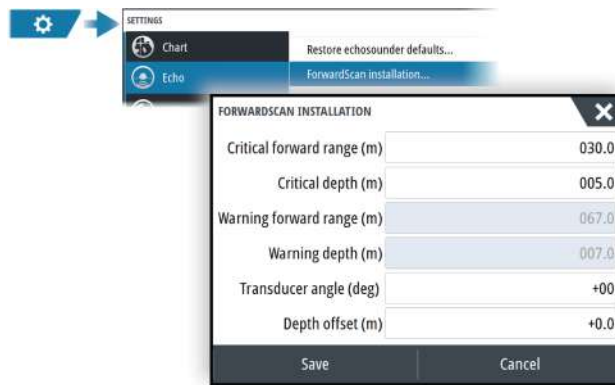 SETTINGS
Chart
Restore echosounder defaults...
Echo
ForwardScan installation...
FORWARDSCAN INSTALLATION
Critical forward range (m) 030.0
Critical depth (m) 005.0
Warning forward range (m) 067.0
Warning depth (m) 007.0
Transducer angle (deg) +00
Depth offset (m) +0.0
Save Cancel